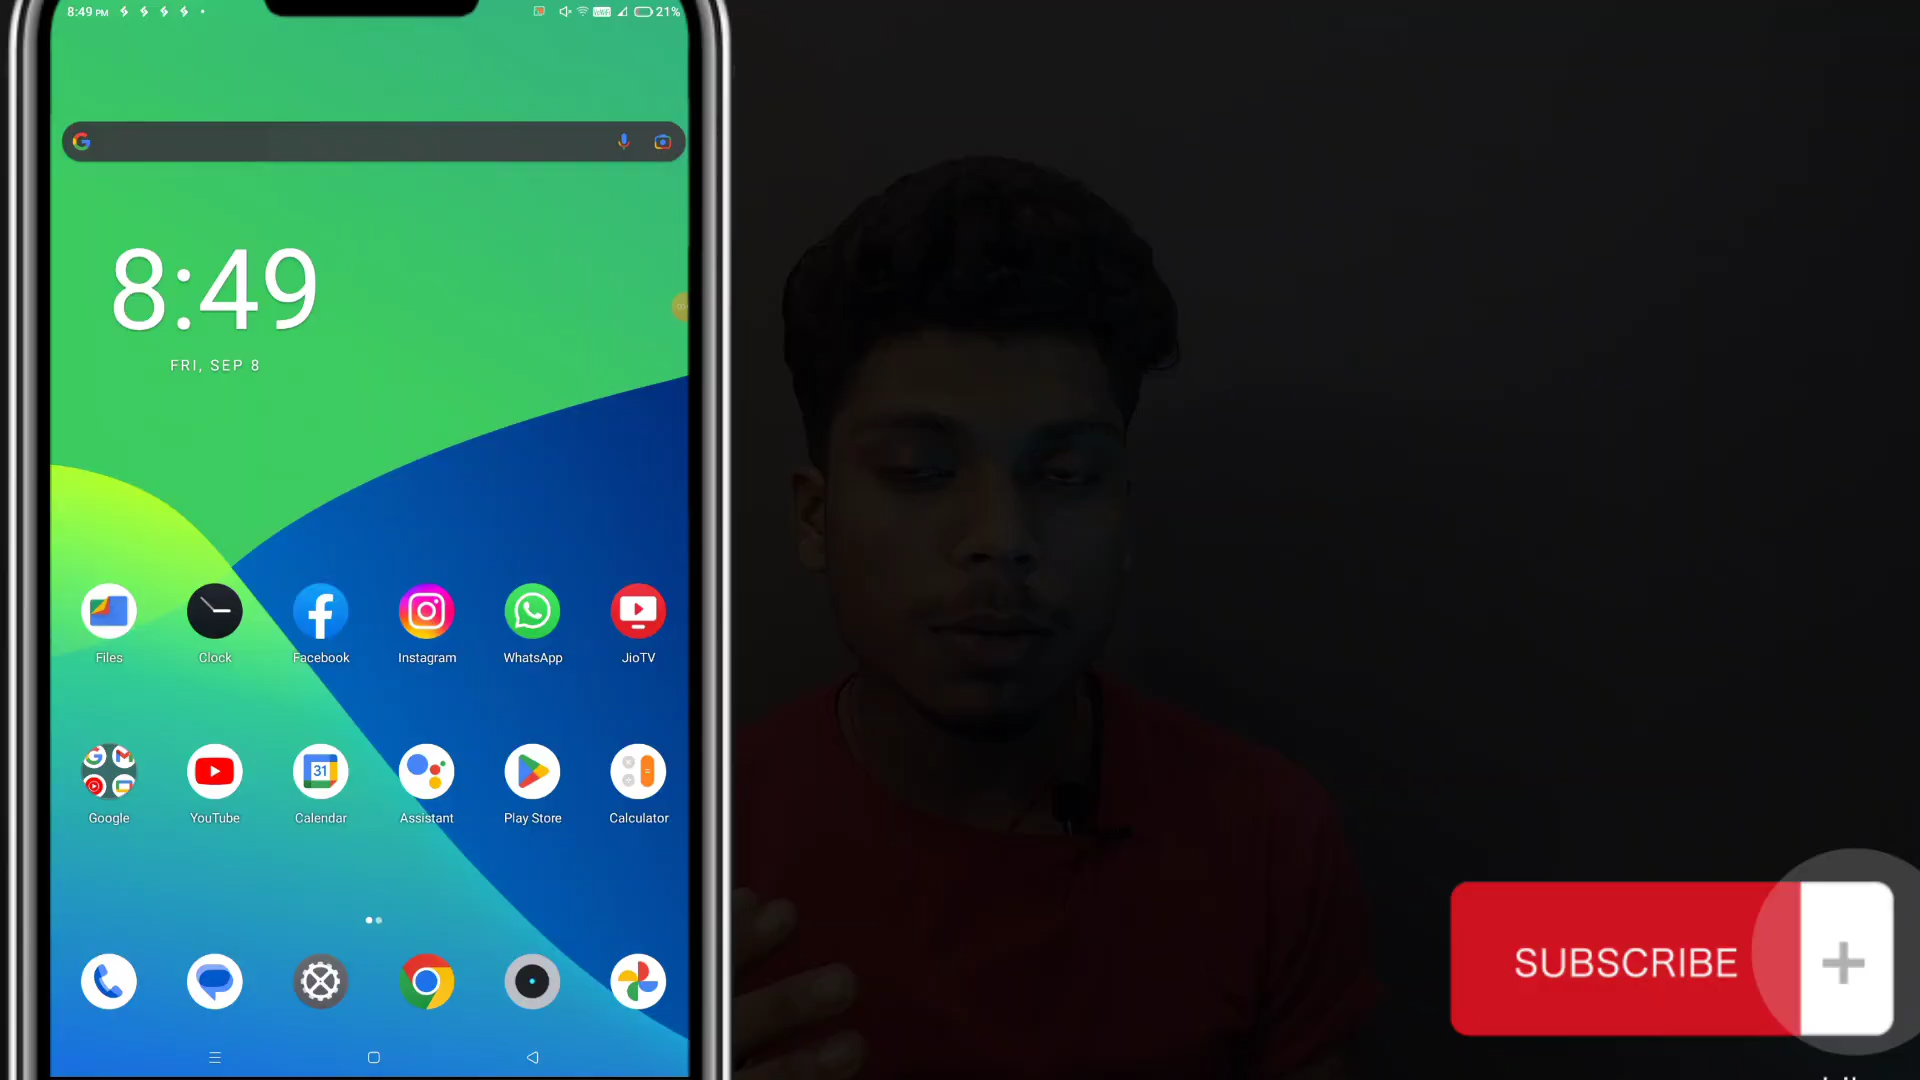 8:49 PM
21%
8:49
FRI, SEP 8
Files
Clock
Facebook
Instagram
WhatsApp
JioTV
31
Google
YouTube
Calendar
Assistant
Play Store
Calculator
SUBSCRIBE